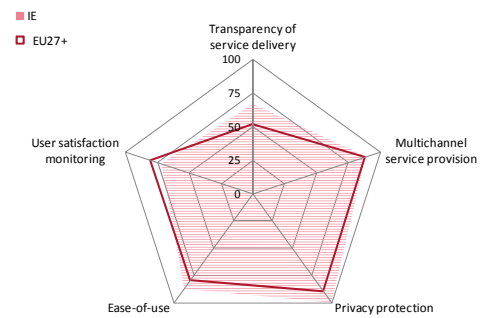 IE
EU27+
Transparency of
service delivery
100
75
50
25
0
User satisfaction
monitoring
Multichannel
service provision
Ease-of-use
Privacy protection